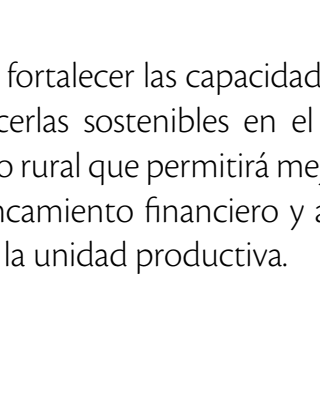 fortalecer las capacidad
cerlas sostenibles en el
o rural que permitirá mej
ncamiento financiero y a
la unidad productiva.